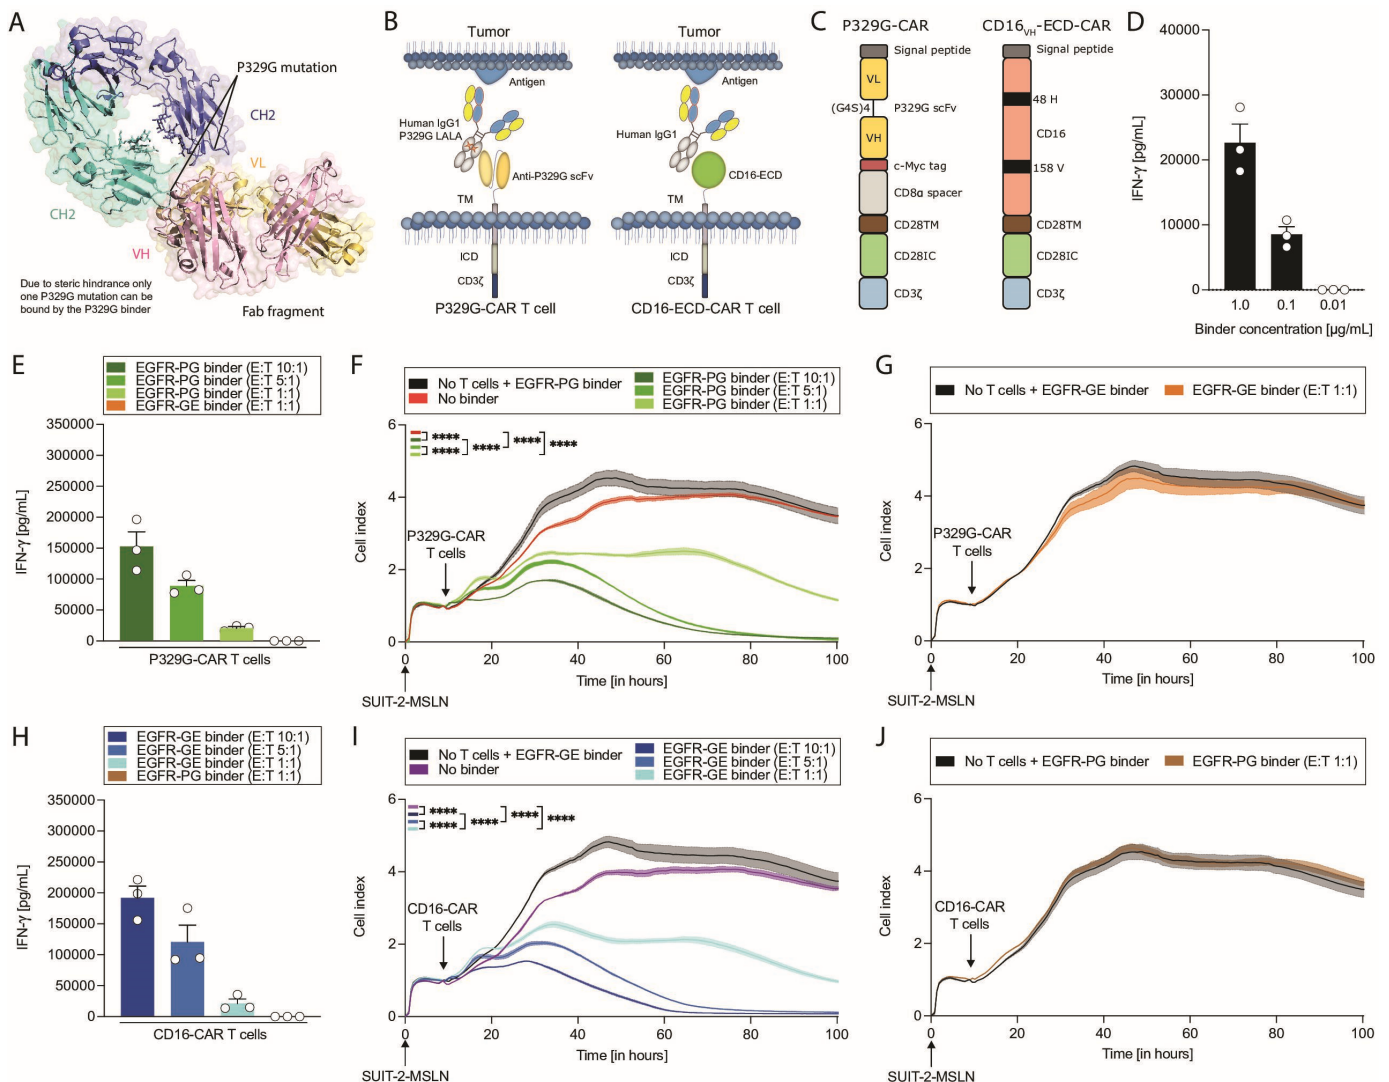 A
P329G mutation
CH2
VL
CH2
VH
Due to steric hindrance only
one P329G mutation can be
bound by the P329G binder
Fab fragment
B
Tumor
Antigen
Human IgG1
P329G LALA
Anti-P329G scFv
TM
ICD
CD3ζ
P329G-CAR T cell
Tumor
Antigen
Human IgG1
CD16-ECD
TM
ICD
CD3ζ
CD16-ECD-CAR T cell
C
P329G-CAR
Signal peptide
VL
(G4S)4
P329G scFv
VH
c-Myc tag
CD8α spacer
CD28TM
CD28IC
CD3ζ
CD16VH-ECD-CAR
Signal peptide
48 H
CD16
158 V
CD28TM
CD28IC
CD3ζ
D
IFN-γ [pg/mL]
40000
30000
20000
10000
0
1.0 0.1 0.01
Binder concentration [µg/mL]
E
EGFR-PG binder (E:T 10:1)
EGFR-PG binder (E:T 5:1)
EGFR-PG binder (E:T 1:1)
EGFR-GE binder (E:T 1:1)
IFN-γ [pg/mL]
350000
300000
250000
200000
150000
100000
50000
0
P329G-CAR T cells
F
No T cells + EGFR-PG binder
No binder
EGFR-PG binder (E:T 10:1)
EGFR-PG binder (E:T 5:1)
EGFR-PG binder (E:T 1:1)
**** **** **** **** ****
Cell index
6
4
2
0
P329G-CAR
T cells
0 20 40 60 80 100
Time [in hours]
SUIT-2-MSLN
G
No T cells + EGFR-GE binder
EGFR-GE binder (E:T 1:1)
Cell index
6
4
2
0
P329G-CAR
T cells
0 20 40 60 80 100
Time [in hours]
SUIT-2-MSLN
H
EGFR-GE binder (E:T 10:1)
EGFR-GE binder (E:T 5:1)
EGFR-GE binder (E:T 1:1)
EGFR-PG binder (E:T 1:1)
IFN-γ [pg/mL]
350000
300000
250000
200000
150000
100000
50000
0
CD16-CAR T cells
I
No T cells + EGFR-GE binder
No binder
EGFR-GE binder (E:T 10:1)
EGFR-GE binder (E:T 5:1)
EGFR-GE binder (E:T 1:1)
**** **** **** **** ****
Cell index
6
4
2
0
CD16-CAR
T cells
0 20 40 60 80 100
Time [in hours]
SUIT-2-MSLN
J
No T cells + EGFR-PG binder
EGFR-PG binder (E:T 1:1)
Cell index
6
4
2
0
CD16-CAR
T cells
0 20 40 60 80 100
Time [in hours]
SUIT-2-MSLN